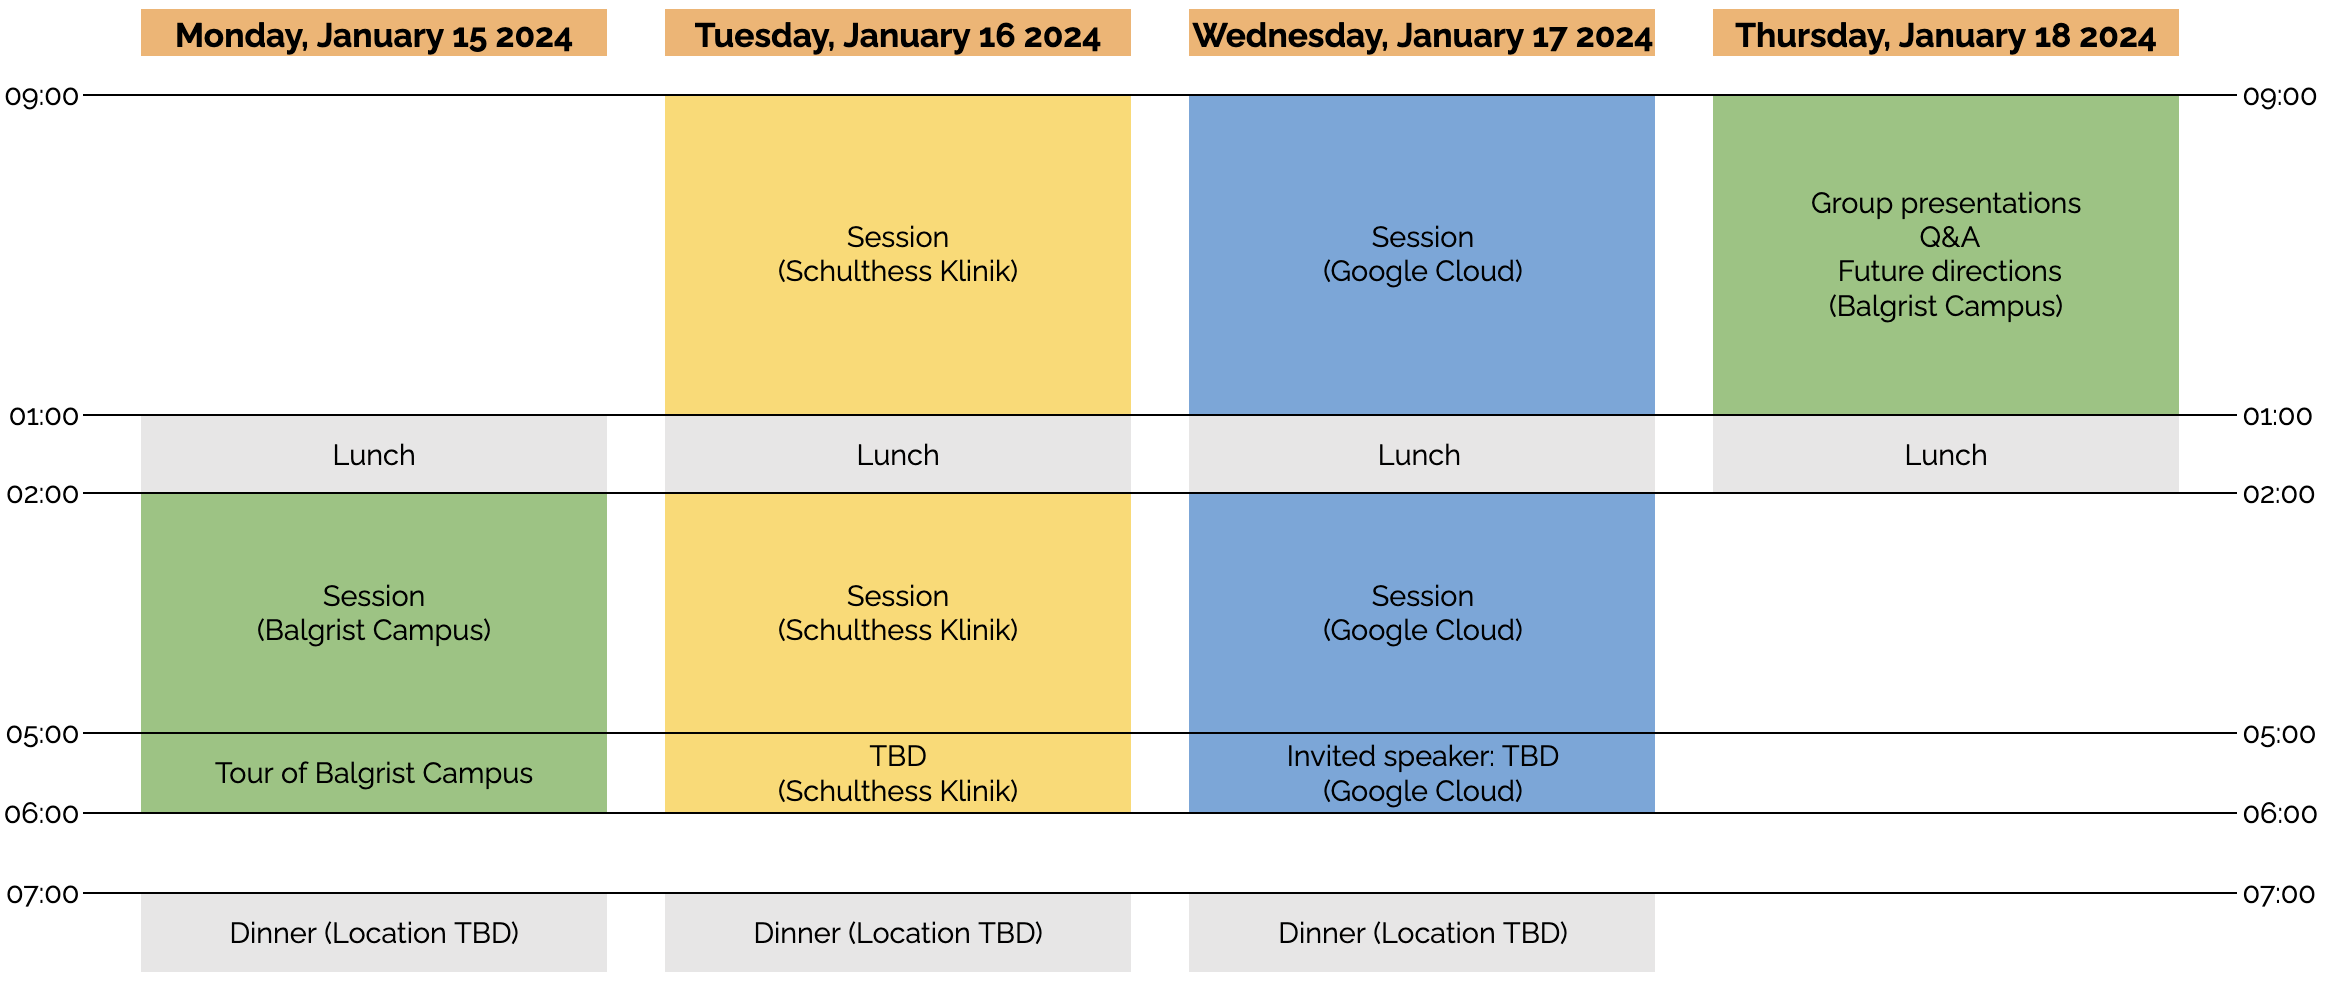 Monday, January 15 2024
Tuesday, January 16 2024
Wednesday, January 17 2024
Thursday, January 18 2024
09:00
09:00
Session
(Schulthess Klinik)
Session
(Google Cloud)
Group presentations
Q&A
Future directions
(Balgrist Campus)
01:00
01:00
Lunch
Lunch
Lunch
Lunch
02:00
02:00
Session
(Balgrist Campus)
Session
(Schulthess Klinik)
Session
(Google Cloud)
05:00
05:00
Tour of Balgrist Campus
TBD
(Schulthess Klinik)
Invited speaker: TBD
(Google Cloud)
06:00
06:00
07:00
07:00
Dinner (Location TBD)
Dinner (Location TBD)
Dinner (Location TBD)